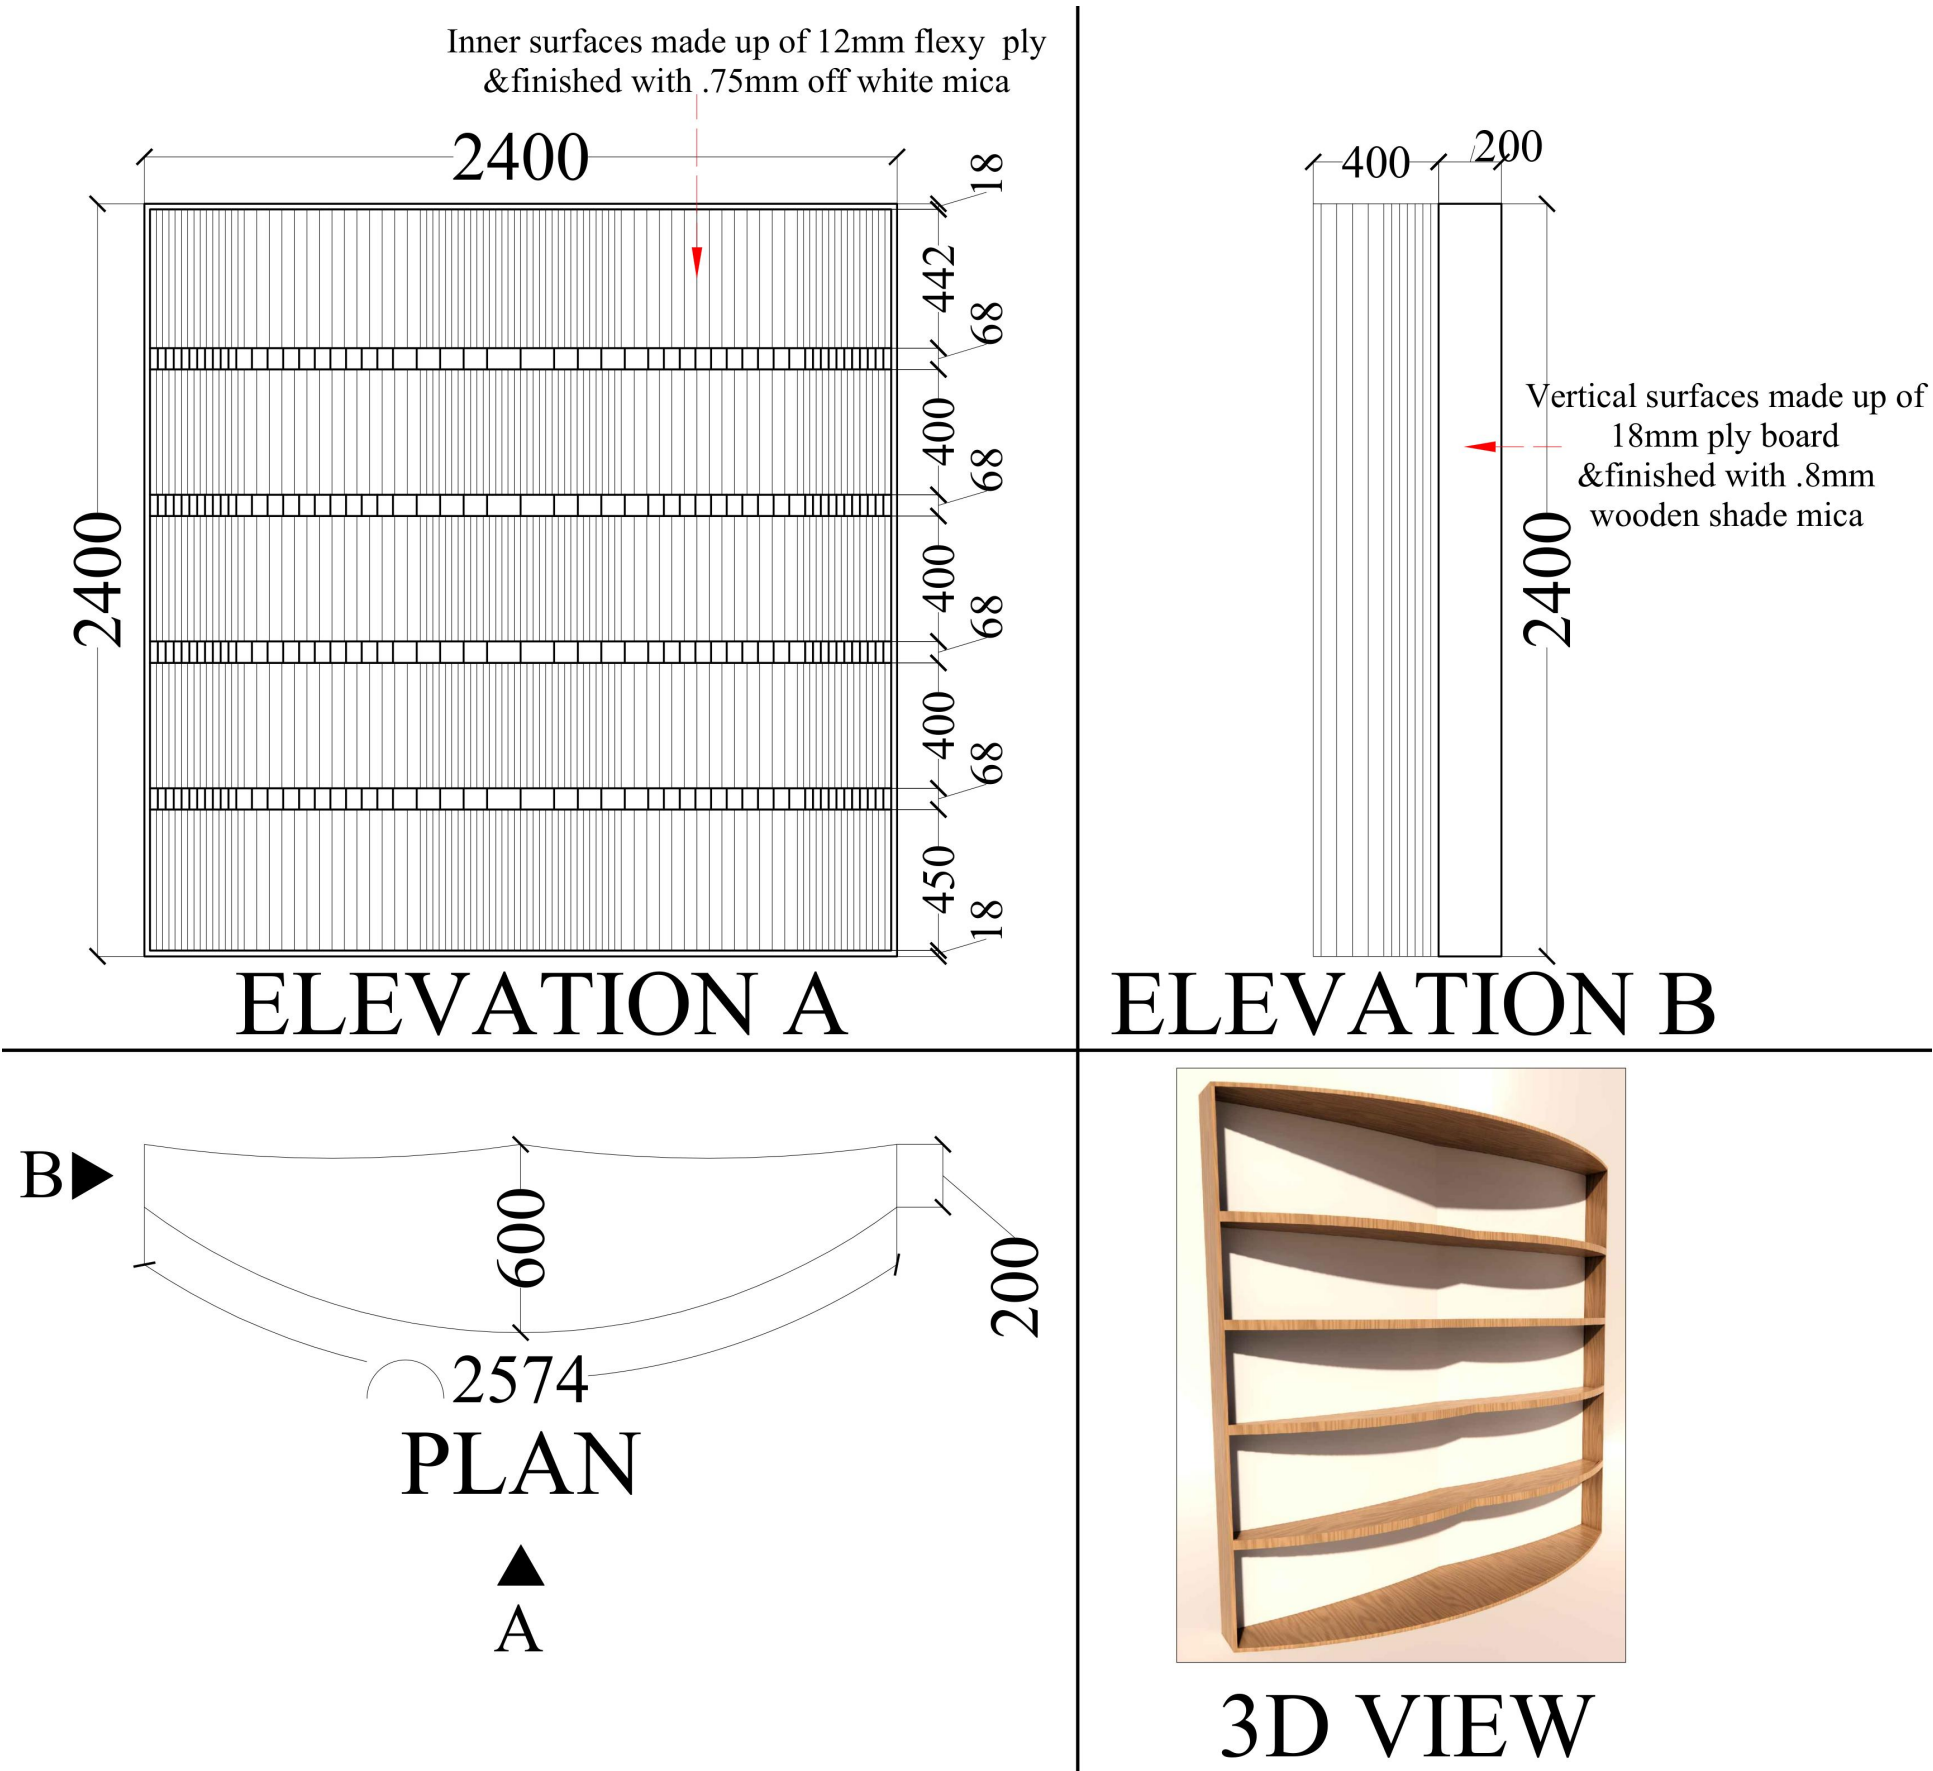 Inner surfaces made up of 12mm flexy ply
&finished with .75mm off white mica
2400
18
442
68
400
68
400
68
400
68
450
18
2400
ELEVATION A
400
200
Vertical surfaces made up of
18mm ply board
&finished with .8mm
wooden shade mica
2400
ELEVATION B
B
600
200
2574
PLAN
A
3D VIEW